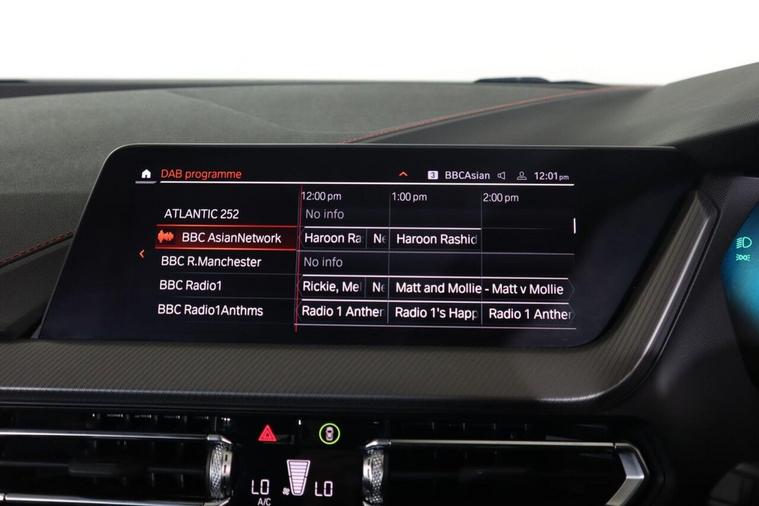 DAB programme 3 BBCAsian 12:01pm
12:00 pm 1:00 pm 2:00 pm
ATLANTIC 252 No info
BBC AsianNetwork Haroon Ra Ne Haroon Rashid
BBC R.Manchester No info
BBC Radio1 Rickie, Mel Ne Matt and Mollie - Matt v Mollie
BBC Radio1Anthms Radio 1 Anther Radio 1's Happ Radio 1 Anther
LO LO
A/C